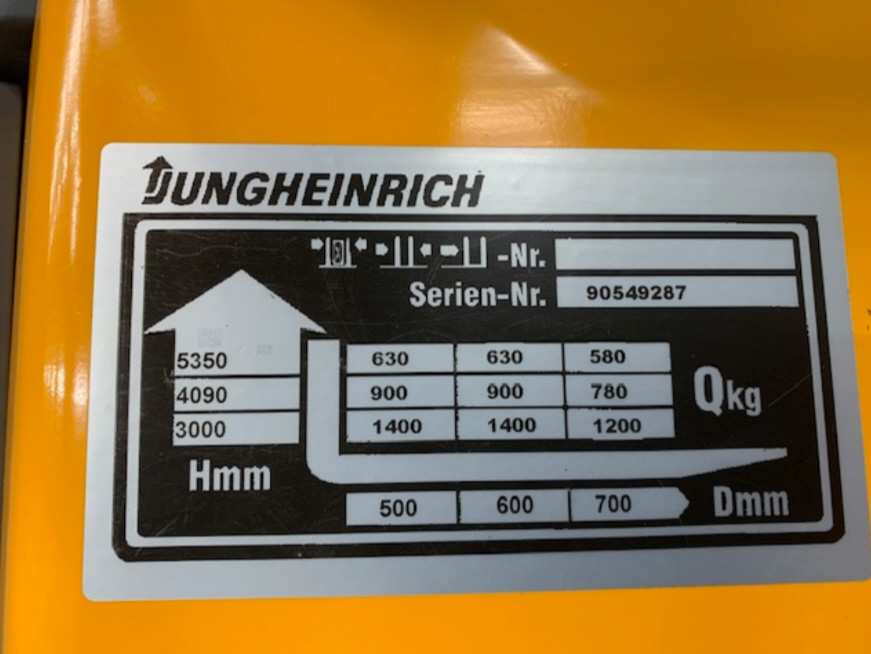 JUNGHEINRICH
-Nr.
Serien-Nr. 90549287
5350 630 630 580
4090 900 900 780
3000 1400 1400 1200
Qkg
Hmm
500 600 700 Dmm